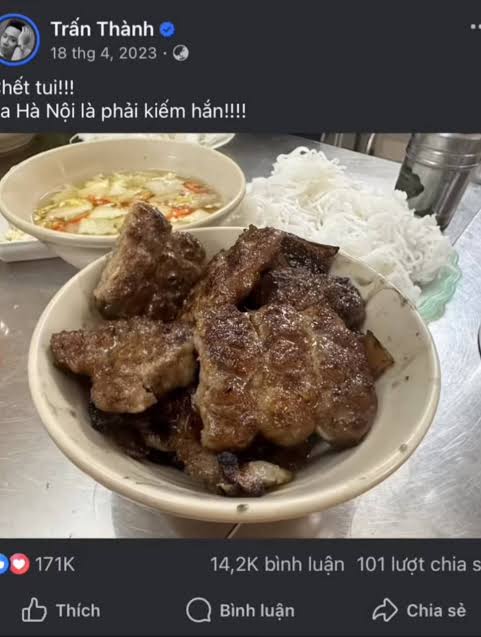 Trấn Thành
18 thg 4, 2023 ·
hết tui!!!
a Hà Nội là phải kiếm hắn!!!!
171K
14,2K bình luận 101 lượt chia s
Thích
Bình luận
Chia sẻ